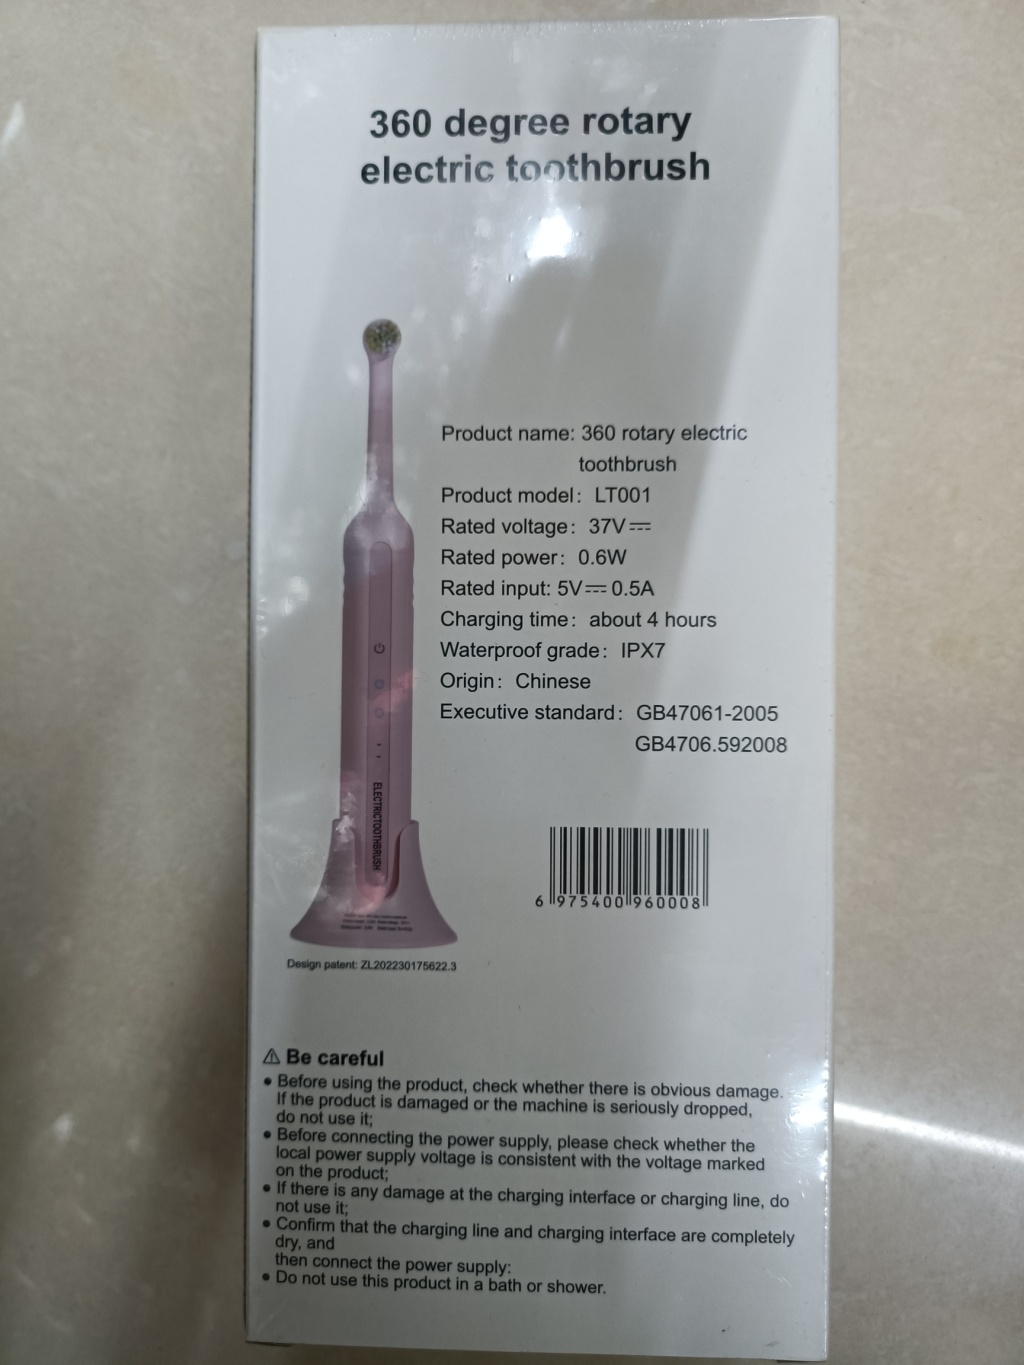 360 degree rotary
electric toothbrush
Product name: 360 rotary electric
toothbrush
Product model: LT001
Rated voltage: 37V⎓
Rated power: 0.6W
Rated input: 5V⎓0.5A
Charging time: about 4 hours
Waterproof grade: IPX7
Origin: Chinese
Executive standard: GB47061-2005
GB4706.592008
ELECTRICTOOTHBRUSH
6 975400 960008
Design patent: ZL202230175622.3
⚠ Be careful
• Before using the product, check whether there is obvious damage.
If the product is damaged or the machine is seriously dropped,
do not use it;
• Before connecting the power supply, please check whether the
local power supply voltage is consistent with the voltage marked
on the product;
• If there is any damage at the charging interface or charging line, do
not use it;
• Confirm that the charging line and charging interface are completely
dry, and
then connect the power supply:
• Do not use this product in a bath or shower.